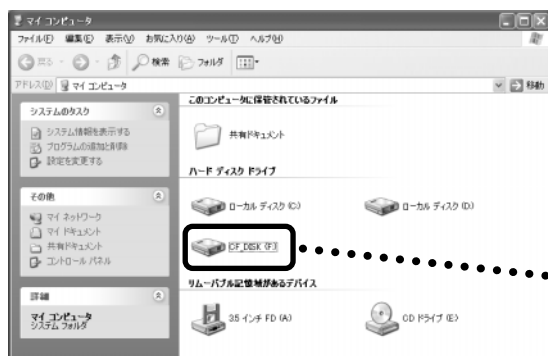 マイ コンピュータ
ファイル(F) 編集(E) 表示(V) お気に入り(A) ツール(T) ヘルプ(H)
戻る 検索 フォルダ
アドレス(D) マイ コンピュータ 移動
システムのタスク
システム情報を表示する
プログラムの追加と削除
設定を変更する
その他
マイ ネットワーク
マイ ドキュメント
共有ドキュメント
コントロール パネル
詳細
マイ コンピュータ
システム フォルダ
このコンピュータに保管されているファイル
共有ドキュメント
ハード ディスク ドライブ
ローカル ディスク (C:) ローカル ディスク (D:)
CF_DISK (F:)
リムーバブル記憶域があるデバイス
3.5 インチ FD (A:) CD ドライブ (E:)